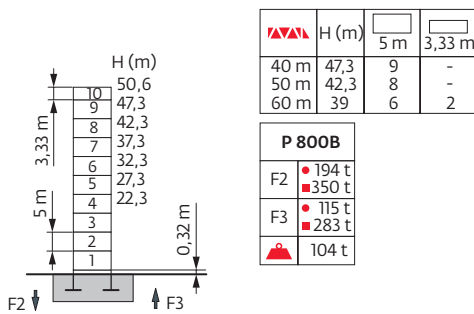 H (m)
10 50,6
9 47,3
8 42,3
7 37,3
6 32,3
5 27,3
4 22,3
3
2
1
3,33 m
5 m
0,32 m
F2
F3
H (m) 5 m 3,33 m
40 m 47,3 9 -
50 m 42,3 8 -
60 m 39 6 2
P 800B
F2 194 t
350 t
F3 115 t
283 t
104 t